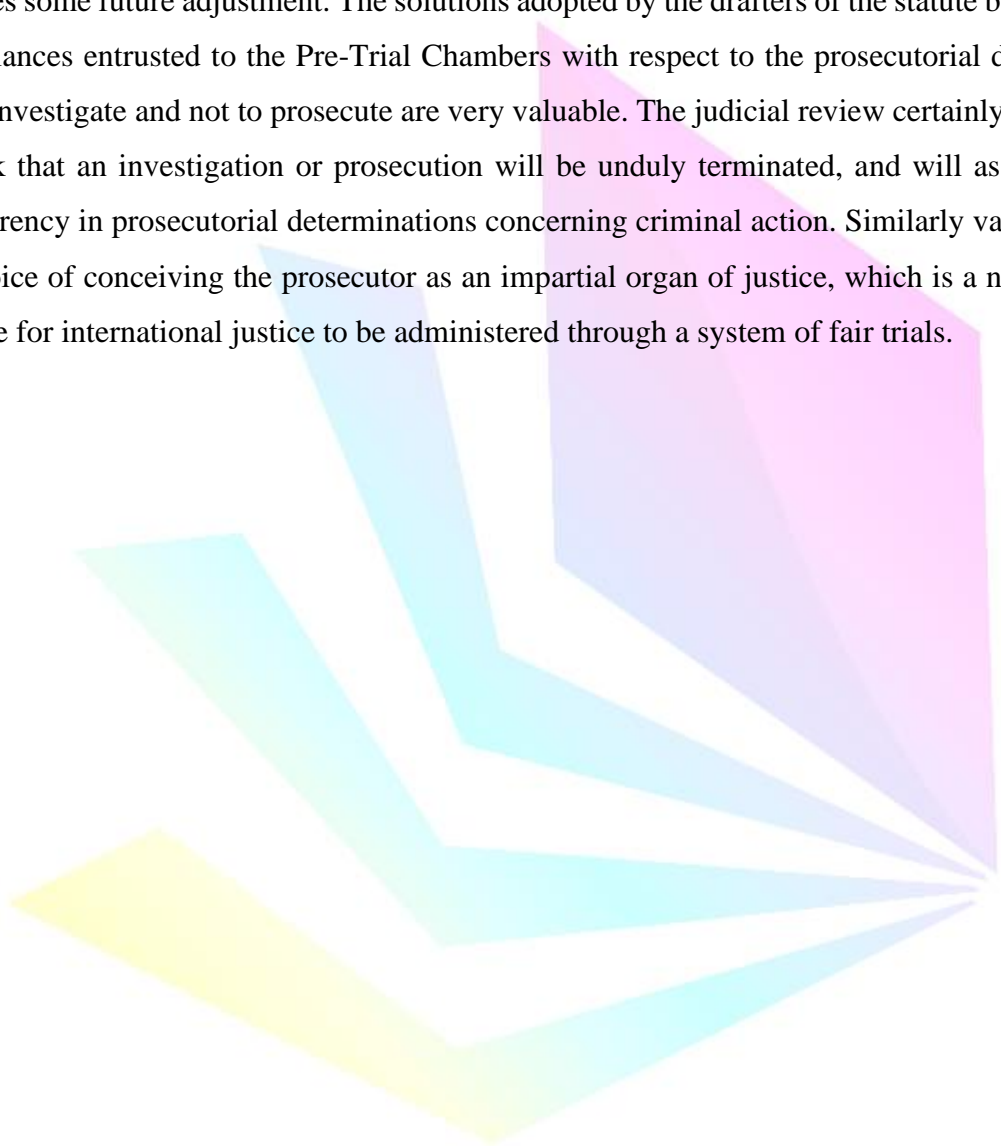 es some future adjustment. The solutions adopted by the drafters of the statute b
ances entrusted to the Pre-Trial Chambers with respect to the prosecutorial d
nvestigate and not to prosecute are very valuable. The judicial review certainly
k that an investigation or prosecution will be unduly terminated, and will as
rency in prosecutorial determinations concerning criminal action. Similarly va
ice of conceiving the prosecutor as an impartial organ of justice, which is a n
e for international justice to be administered through a system of fair trials.